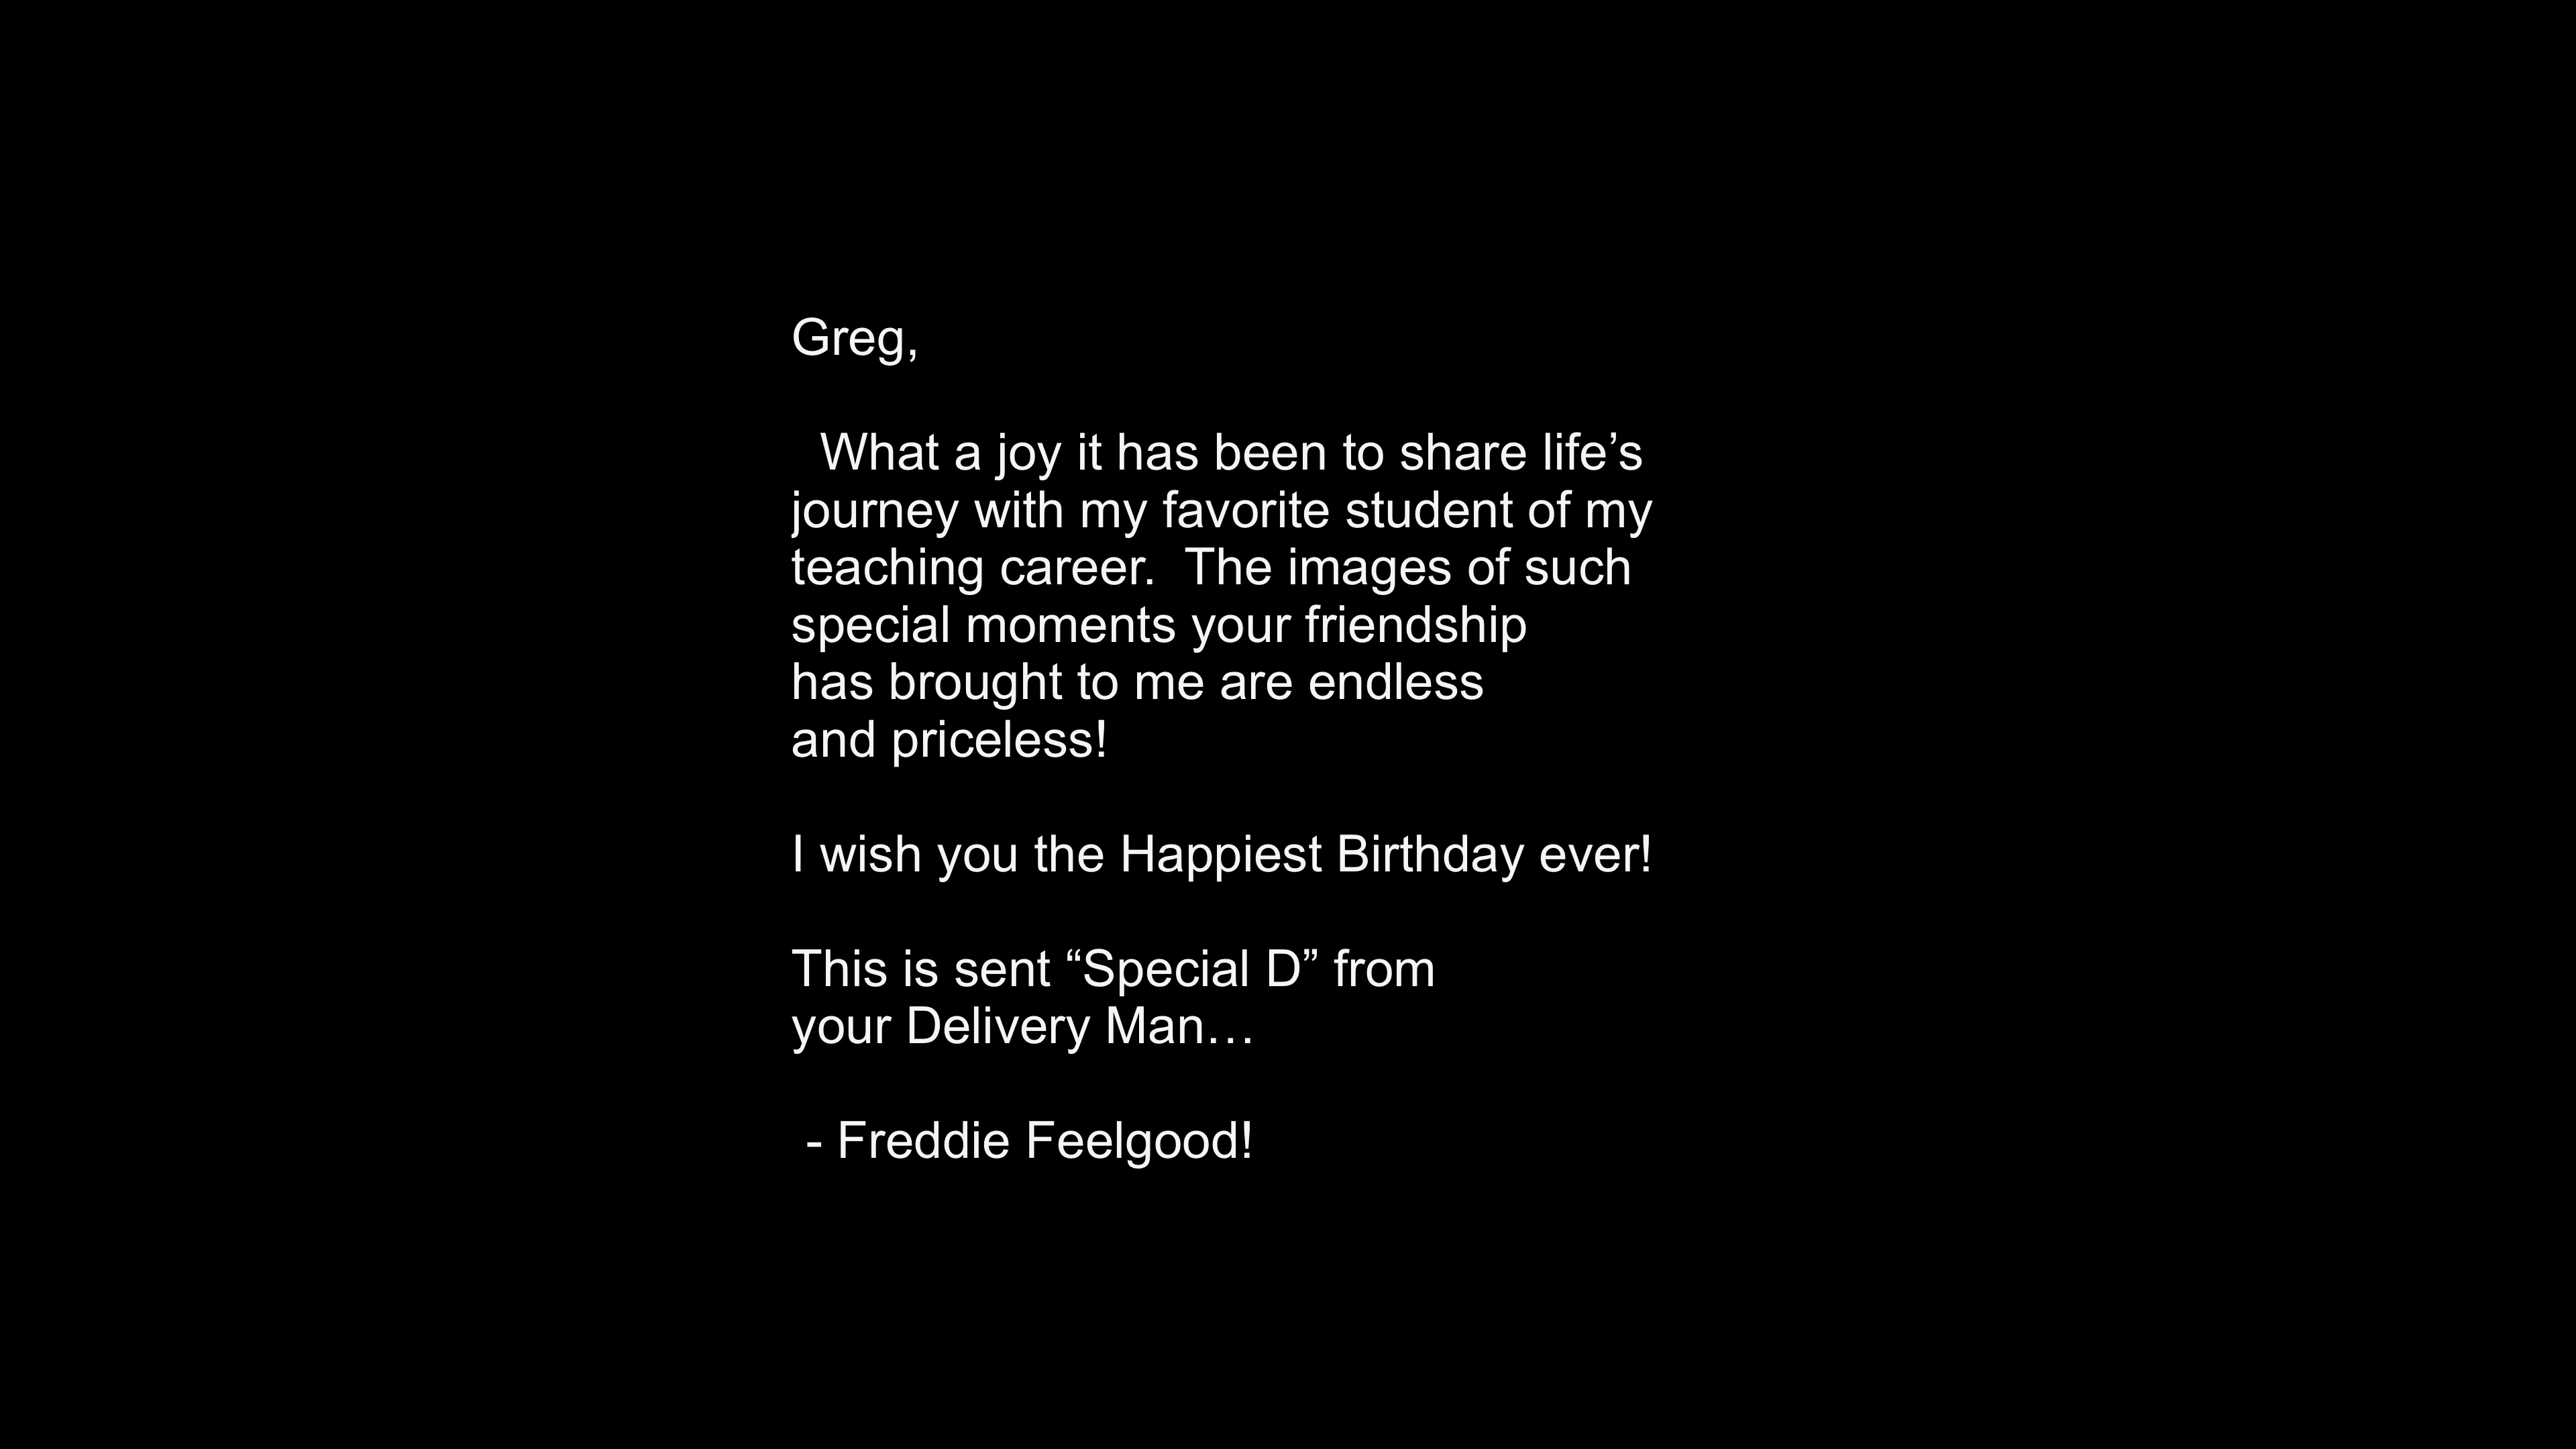 Greg,
What a joy it has been to share life’s
journey with my favorite student of my
teaching career.  The images of such
special moments your friendship
has brought to me are endless
and priceless!
I wish you the Happiest Birthday ever!
This is sent “Special D” from
your Delivery Man…
- Freddie Feelgood!